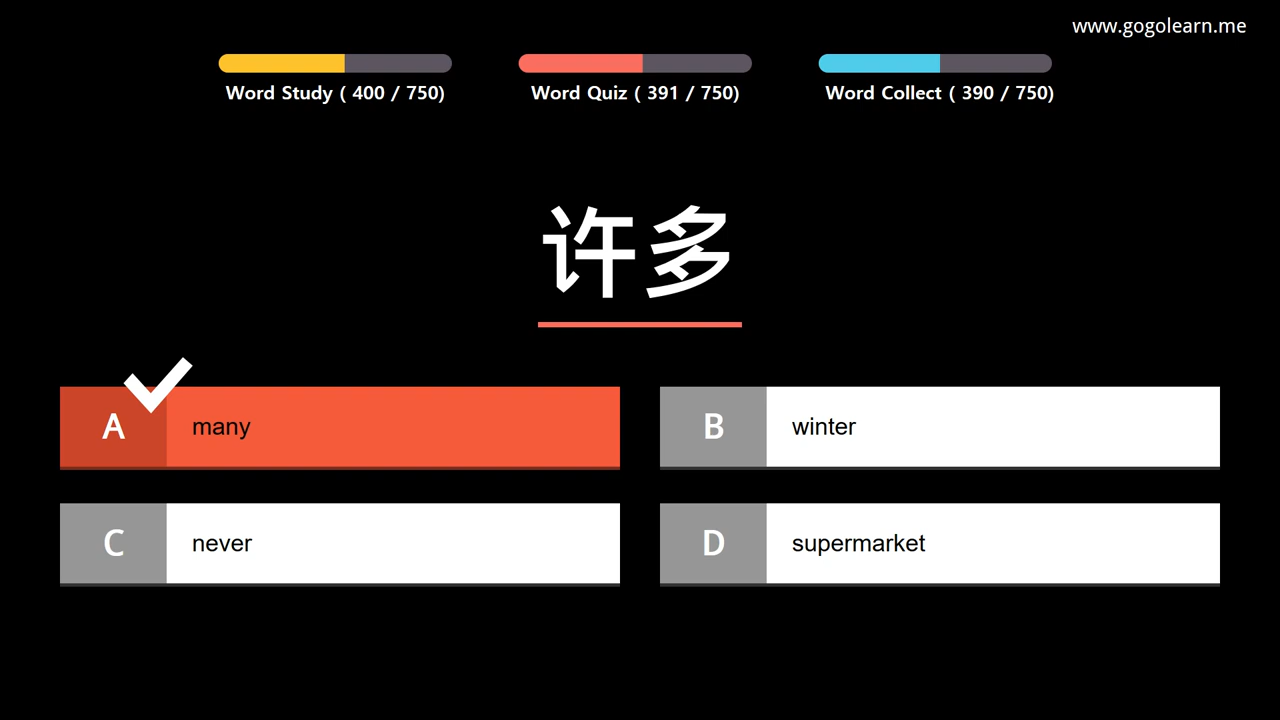 www.gogolearn.me
Word Study ( 400 / 750)
Word Quiz ( 391 / 750)
Word Collect ( 390 / 750)
许多
A many
B winter
C never
D supermarket